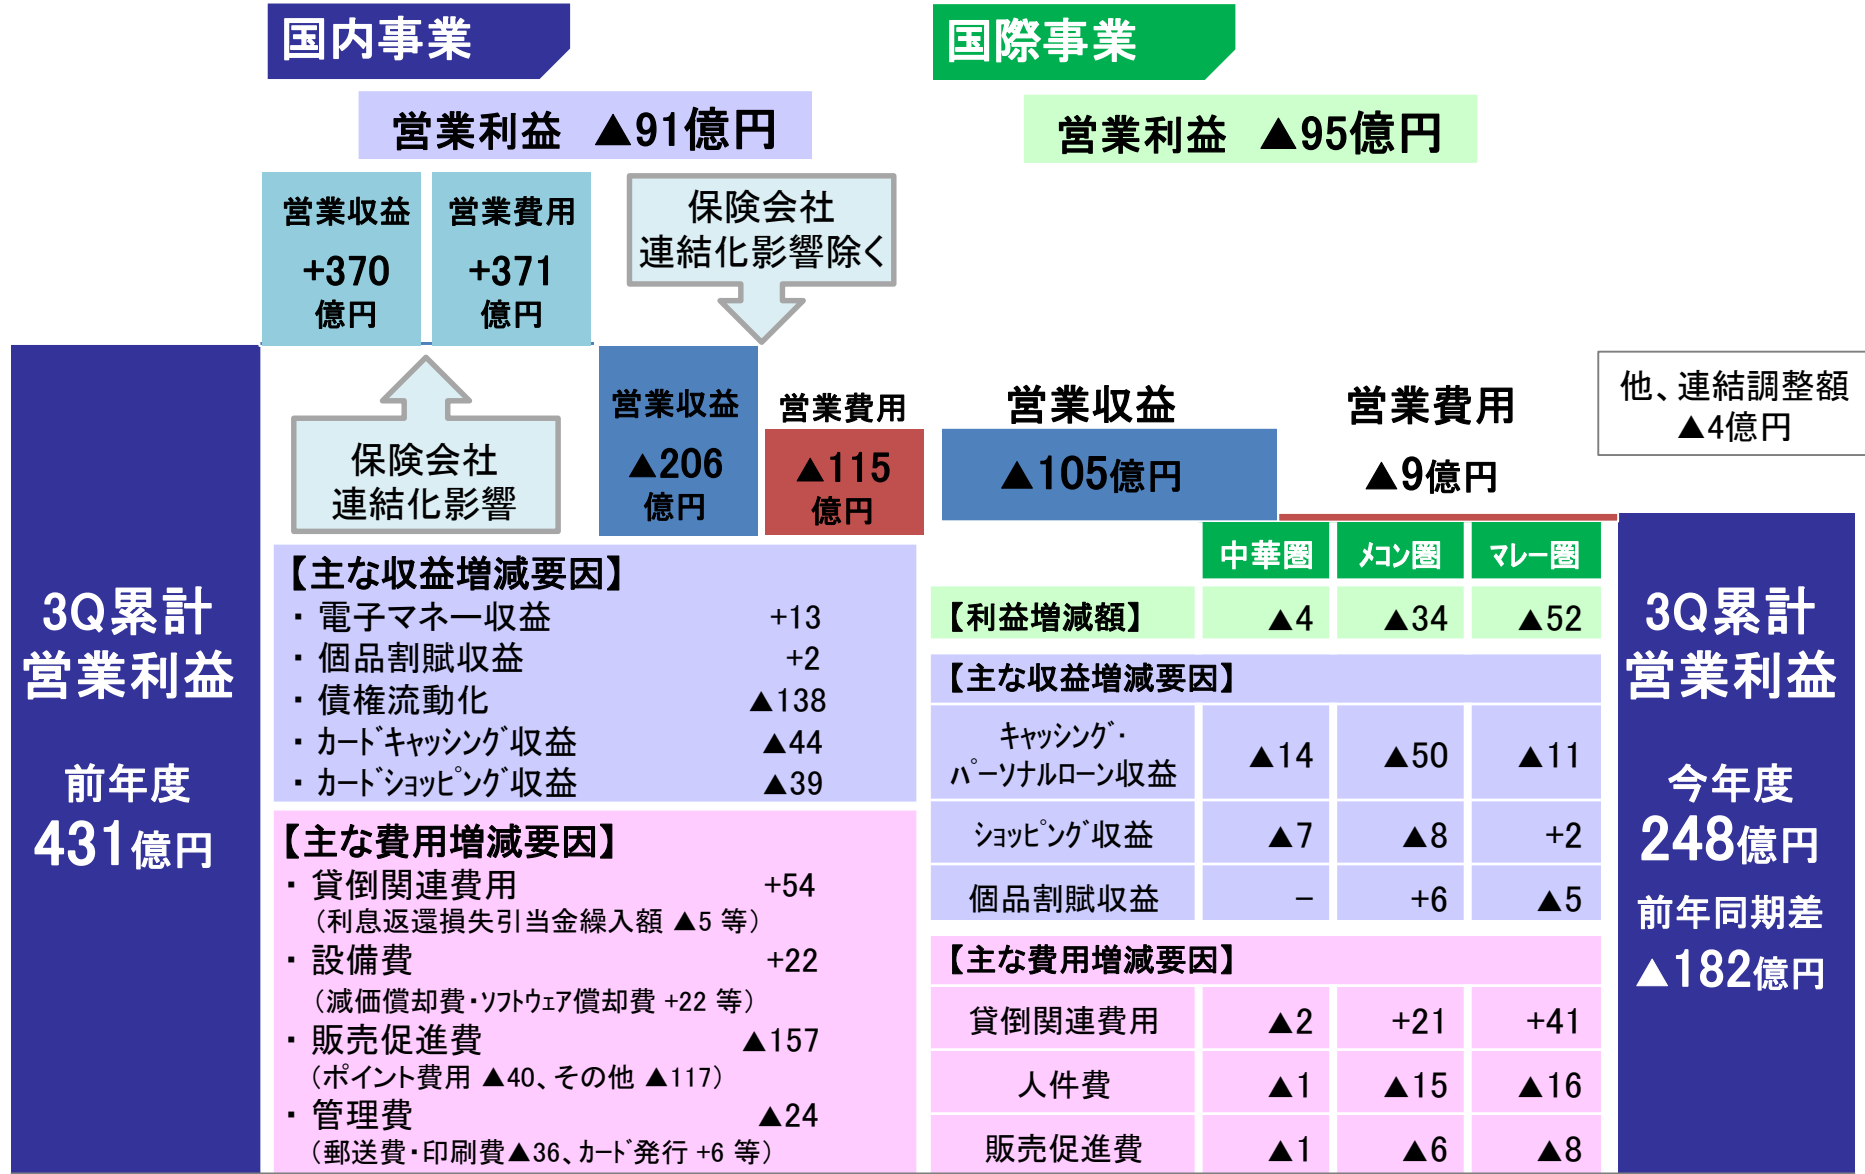 国内事業
営業利益 ▲91億円
営業収益
+370
億円
営業費用
+371
億円
保険会社
連結化影響除く
保険会社
連結化影響
営業収益
▲206
億円
営業費用
▲115
億円
国際事業
営業利益 ▲95億円
営業収益
▲105億円
営業費用
▲9億円
他、連結調整額
▲4億円
3Q累計
営業利益
前年度
431億円
【主な収益増減要因】
・ 電子マネー収益 +13
・ 個品割賦収益 +2
・ 債権流動化 ▲138
・ ｶｰﾄﾞｷｬｯｼﾝｸﾞ収益 ▲44
・ ｶｰﾄﾞｼｮｯﾋﾟﾝｸﾞ収益 ▲39
【主な費用増減要因】
・ 貸倒関連費用 +54
（利息返還損失引当金繰入額 ▲5 等）
・ 設備費 +22
（減価償却費・ｿﾌﾄｳｪｱ償却費 +22 等）
・ 販売促進費 ▲157
（ポイント費用 ▲40、その他 ▲117）
・ 管理費 ▲24
（郵送費・印刷費▲36、ｶｰﾄﾞ発行 +6 等）
中華圏 ﾒｺﾝ圏 ﾏﾚｰ圏
【利益増減額】 ▲4 ▲34 ▲52
【主な収益増減要因】
ｷｬｯｼﾝｸﾞ・
ﾊﾟｰｿﾅﾙﾛｰﾝ収益 ▲14 ▲50 ▲11
ｼｮｯﾋﾟﾝｸﾞ収益 ▲7 ▲8 +2
個品割賦収益 － +6 ▲5
【主な費用増減要因】
貸倒関連費用 ▲2 +21 +41
人件費 ▲1 ▲15 ▲16
販売促進費 ▲1 ▲6 ▲8
3Q累計
営業利益
今年度
248億円
前年同期差
▲182億円